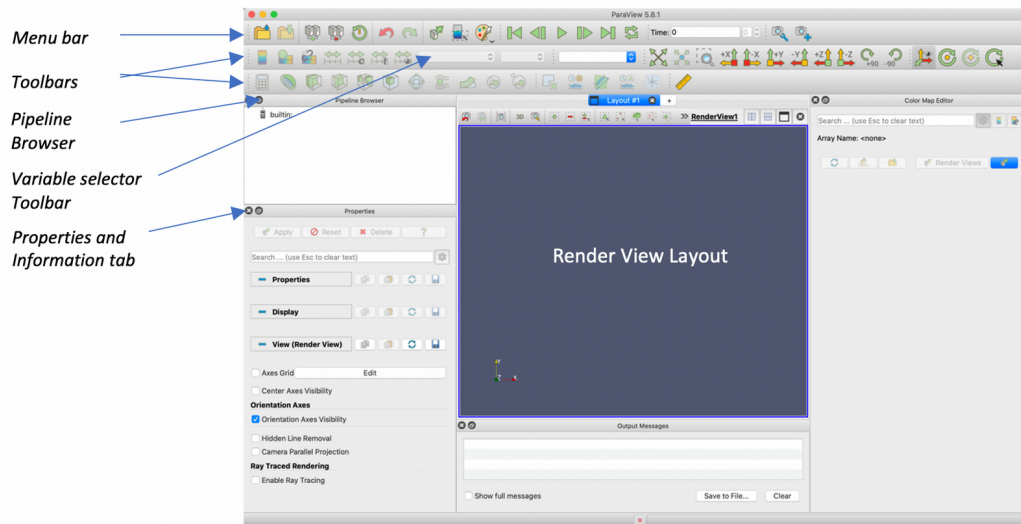 ParaView 5.8.1
Menu bar
Time: 0
Toolbars
+X -X +Y -Y +Z -Z +90 -90
Pipeline Browser
Layout #1 +
Color Map Editor
builtin:
3D
RenderView1
Search ... (use Esc to clear text)
Array Name: <none>
Render Views
Pipeline
Browser
Variable selector
Toolbar
Properties and
Information tab
Properties
Apply Reset Delete ?
Search ... (use Esc to clear text)
Properties
Display
View (Render View)
Axes Grid Edit
Center Axes Visibility
Orientation Axes
Orientation Axes Visibility
Hidden Line Removal
Camera Parallel Projection
Ray Traced Rendering
Enable Ray Tracing
Render View Layout
Y
Z X
Output Messages
Show full messages
Save to File...
Clear